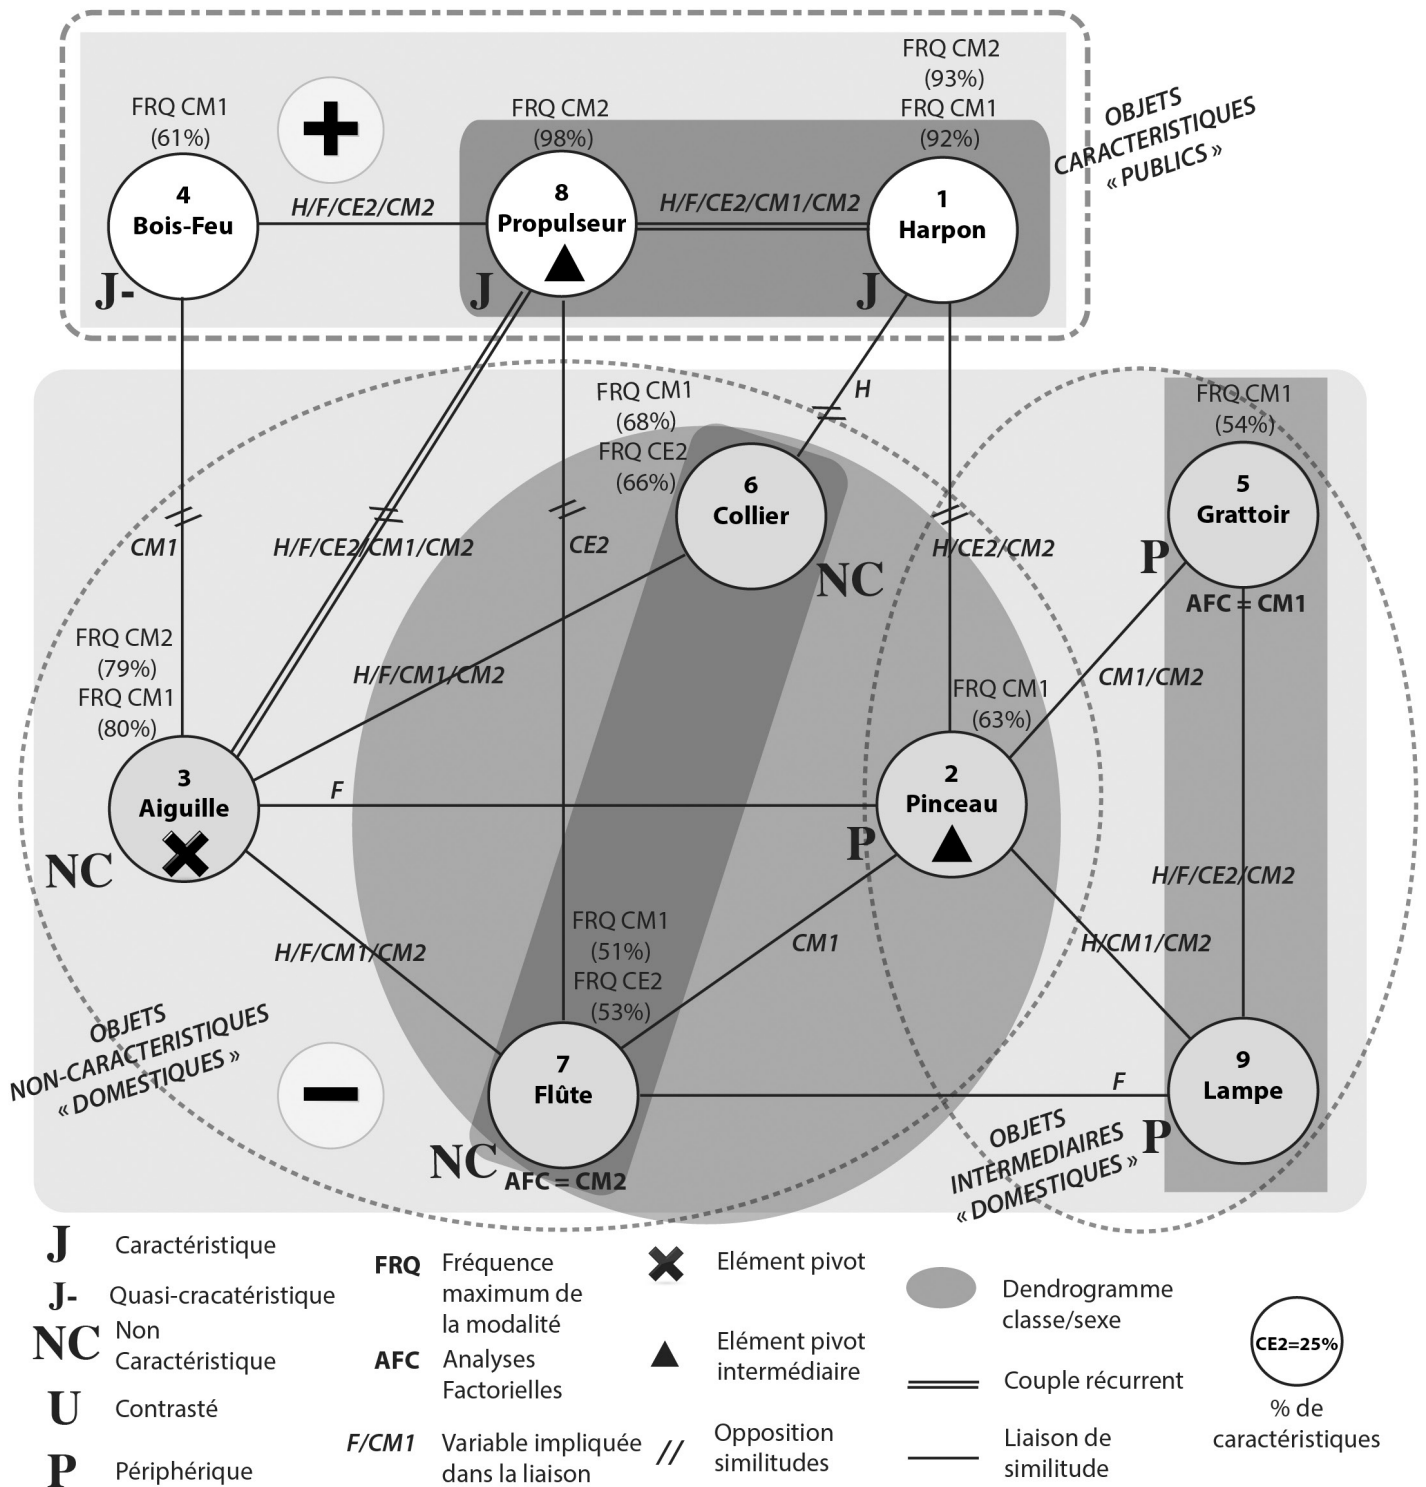 FRQ CM2
(93%)
FRQ CM1
(92%)
FRQ CM1
(61%)
FRQ CM2
(98%)
OBJETS
CARACTERISTIQUES
« PUBLICS »
4
Bois-Feu
J-
H/F/CE2/CM2
8
Propulseur
J
H/F/CE2/CM1/CM2
1
Harpon
J
H
FRQ CM1
(68%)
FRQ CE2
(66%)
6
Collier
NC
FRQ CM1
(54%)
5
Grattoir
P
AFC = CM1
CM1
H/F/CE2/CM1/CM2
CE2
H/CE2/CM2
FRQ CM2
(79%)
FRQ CM1
(80%)
H/F/CM1/CM2
FRQ CM1
(63%)
CM1/CM2
3
Aiguille
NC
F
2
Pinceau
P
H/F/CE2/CM2
H/F/CM1/CM2
FRQ CM1
(51%)
FRQ CE2
(53%)
CM1
H/CM1/CM2
OBJETS
NON-CARACTERISTIQUES
« DOMESTIQUES »
7
Flûte
NC
AFC = CM2
F
9
Lampe
P
OBJETS
INTERMEDIAIRES
« DOMESTIQUES »
J Caractéristique
J- Quasi-cracatéristique
NC Non
Caractéristique
U Contrasté
P Périphérique
FRQ Fréquence
maximum de
la modalité
AFC Analyses
Factorielles
F/CM1 Variable impliquée
dans la liaison
Elément pivot
Elément pivot
intermédiaire
// Opposition
similitudes
Dendrogramme
classe/sexe
Couple récurrent
Liaison de
similitude
CE2=25%
% de
caractéristiques